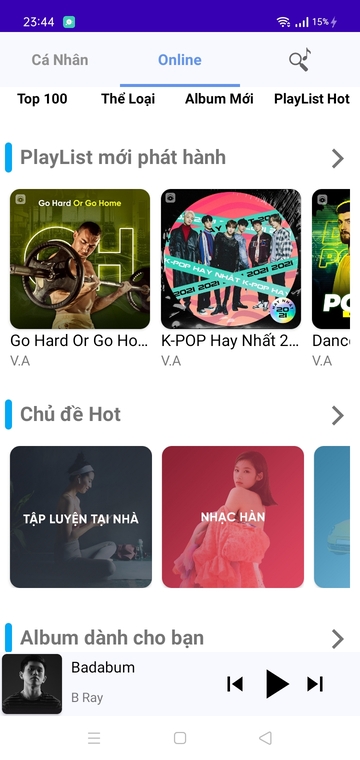 23:44
15%
Cá Nhân
Online
Top 100
Thể Loại
Album Mới
PlayList Hot
PlayList mới phát hành
Go Hard Or Go Home
GH
K-POP HAY NHẤT 2021 2021
2021 2021 K-POP HAY
20
21
Go Hard Or Go Ho...
K-POP Hay Nhất 2...
Danc
V.A
V.A
V.A
Chủ đề Hot
TẬP LUYỆN TẠI NHÀ
NHẠC HÀN
Album dành cho bạn
Badabum
B Ray